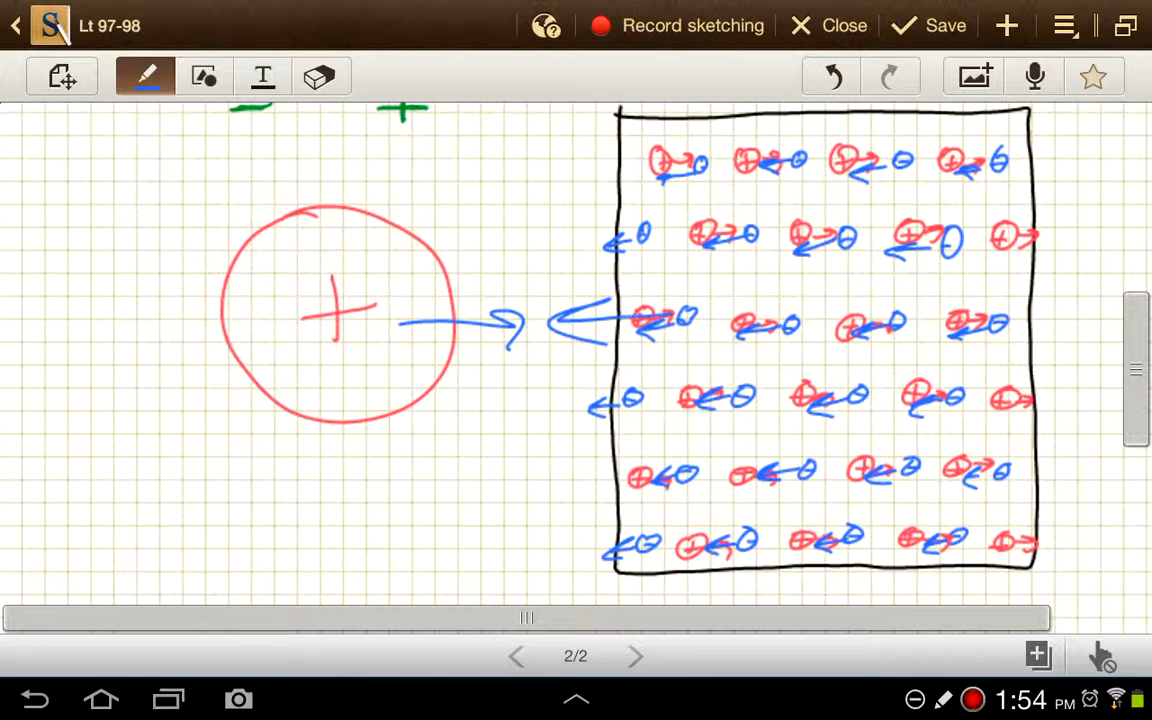 S Lt 97-98 Record sketching Close Save
T
- +
+ - + - + - + -
- + - + - + - +
+
+ - + - + - + -
- + - + - + - +
+ - + - + - + -
- + - + - + - +
2/2
1:54 PM